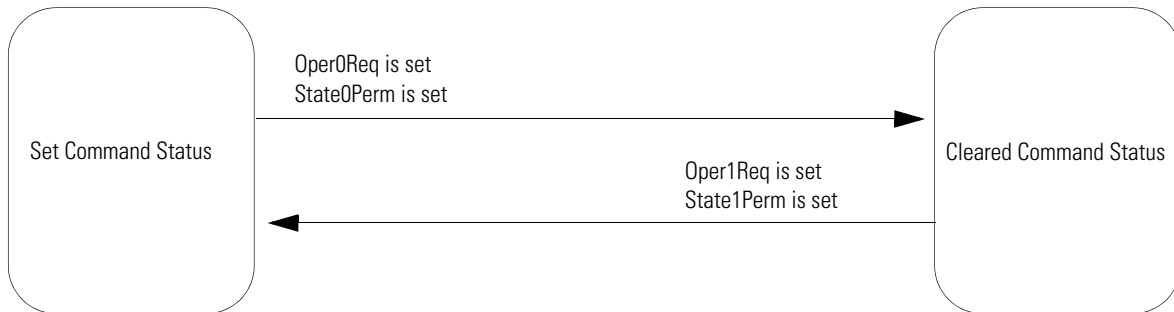 Oper0Req is set
State0Perm is set
Set Command Status
Cleared Command Status
Oper1Req is set
State1Perm is set